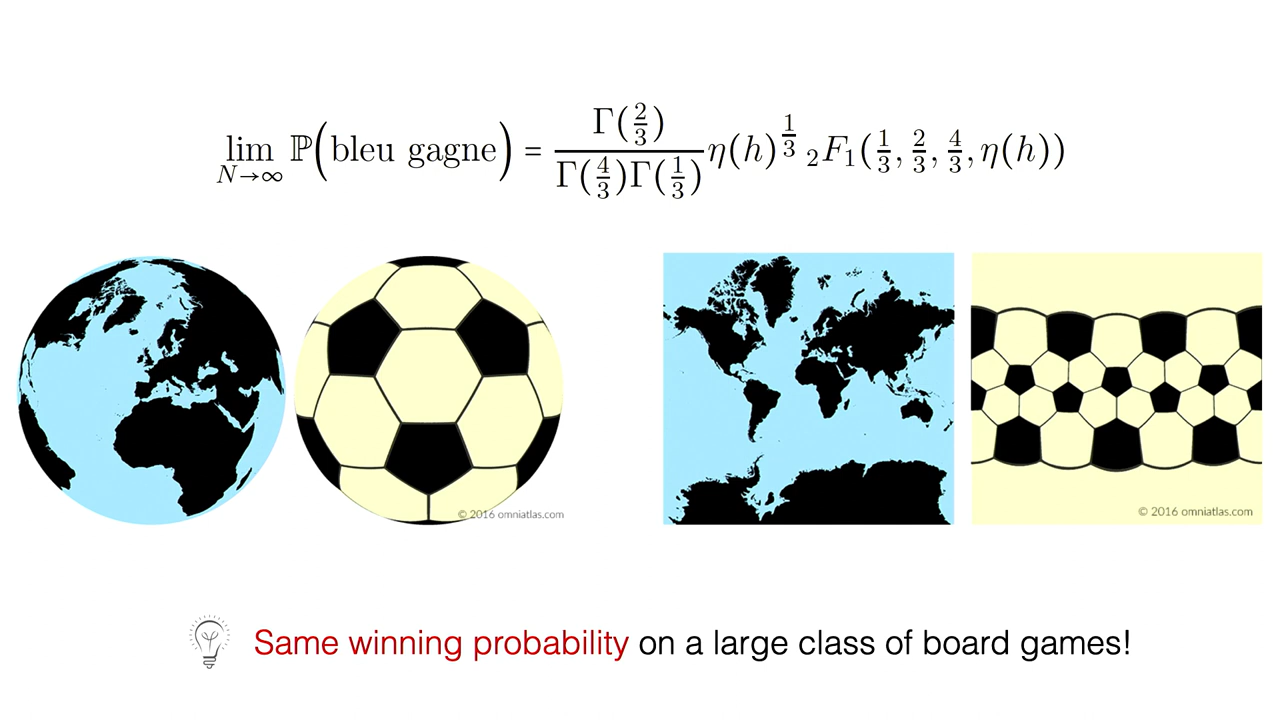 lim_{N→∞} ℙ(bleu gagne) = Γ(2/3) / Γ(4/3)Γ(1/3) η(h)^{1/3} ₂F₁(1/3, 2/3, 4/3, η(h))
© 2016 omniatlas.com
© 2016 omniatlas.com
Same winning probability on a large class of board games!